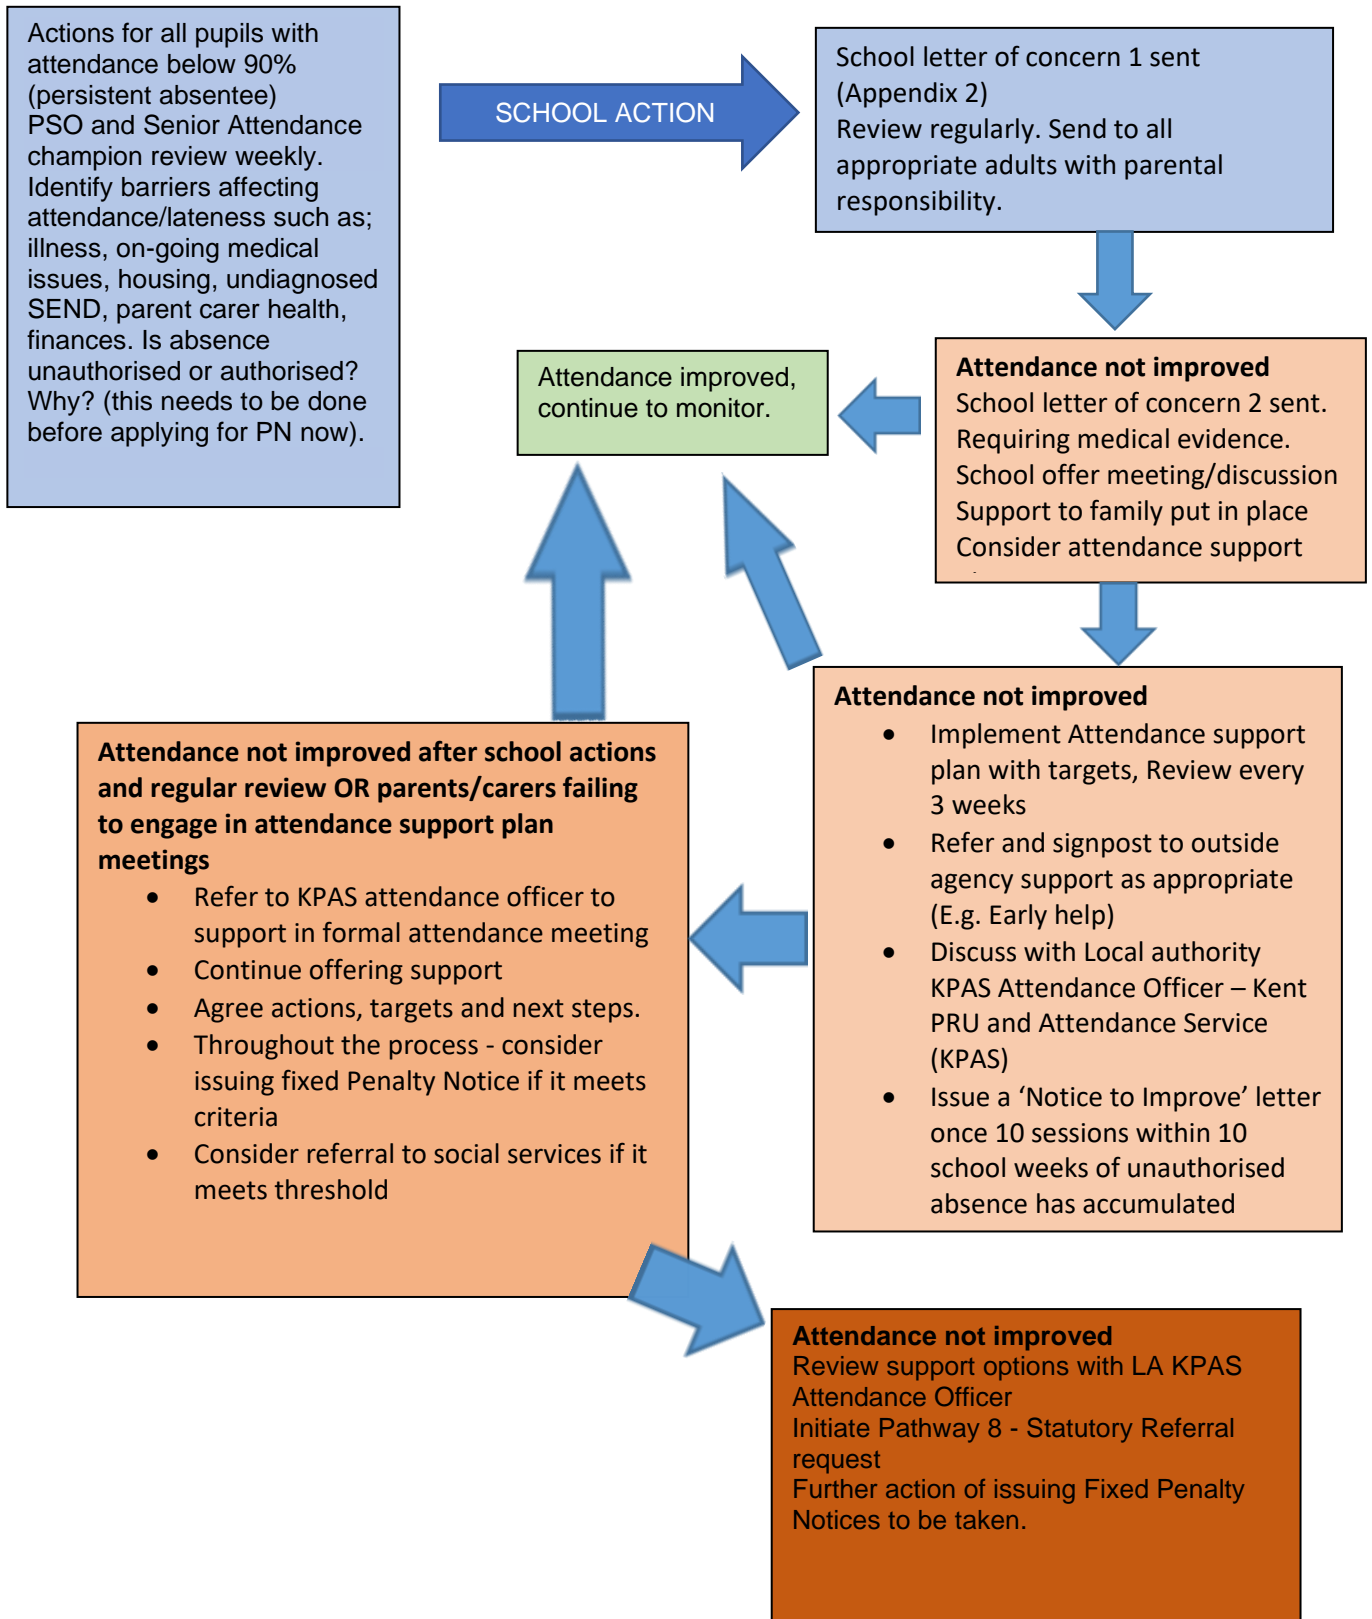 Actions for all pupils with
attendance below 90%
(persistent absentee)
PSO and Senior Attendance
champion review weekly.
Identify barriers affecting
attendance/lateness such as;
illness, on-going medical
issues, housing, undiagnosed
SEND, parent carer health,
finances. Is absence
unauthorised or authorised?
Why? (this needs to be done
before applying for PN now).
SCHOOL ACTION
School letter of concern 1 sent
(Appendix 2)
Review regularly. Send to all
appropriate adults with parental
responsibility.
Attendance not improved
School letter of concern 2 sent.
Requiring medical evidence.
School offer meeting/discussion
Support to family put in place
Consider attendance support
Attendance improved,
continue to monitor.
Attendance not improved
• Implement Attendance support
plan with targets, Review every
3 weeks
• Refer and signpost to outside
agency support as appropriate
(E.g. Early help)
• Discuss with Local authority
KPAS Attendance Officer – Kent
PRU and Attendance Service
(KPAS)
• Issue a ‘Notice to Improve’ letter
once 10 sessions within 10
school weeks of unauthorised
absence has accumulated
Attendance not improved after school actions
and regular review OR parents/carers failing
to engage in attendance support plan
meetings
• Refer to KPAS attendance officer to
support in formal attendance meeting
• Continue offering support
• Agree actions, targets and next steps.
• Throughout the process - consider
issuing fixed Penalty Notice if it meets
criteria
• Consider referral to social services if it
meets threshold
Attendance not improved
Review support options with LA KPAS
Attendance Officer
Initiate Pathway 8 - Statutory Referral
request
Further action of issuing Fixed Penalty
Notices to be taken.